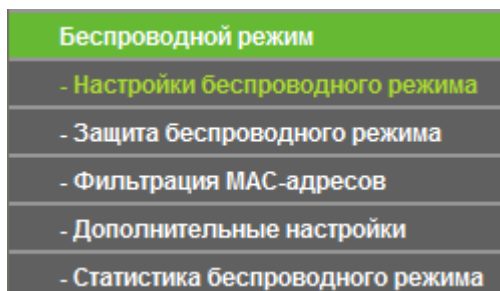 Беспроводной режим
- Настройки беспроводного режима
- Защита беспроводного режима
- Фильтрация MAC-адресов
- Дополнительные настройки
- Статистика беспроводного режима